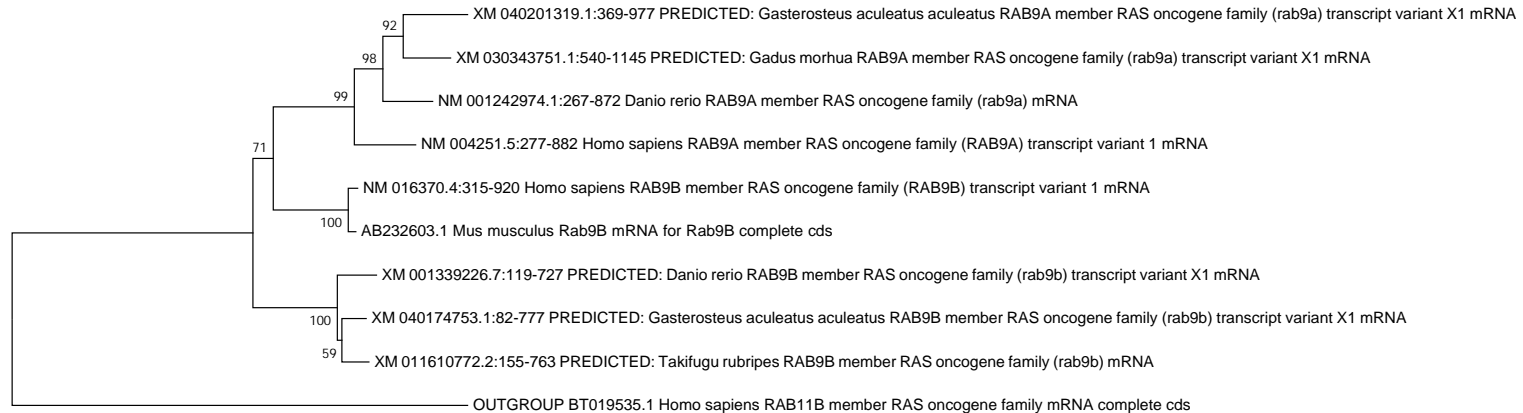 XM 040201319.1:369-977 PREDICTED: Gasterosteus aculeatus aculeatus RAB9A member RAS oncogene family (rab9a) transcript variant X1 mRNA
92
XM 030343751.1:540-1145 PREDICTED: Gadus morhua RAB9A member RAS oncogene family (rab9a) transcript variant X1 mRNA
98
NM 001242974.1:267-872 Danio rerio RAB9A member RAS oncogene family (rab9a) mRNA
99
NM 004251.5:277-882 Homo sapiens RAB9A member RAS oncogene family (RAB9A) transcript variant 1 mRNA
71
NM 016370.4:315-920 Homo sapiens RAB9B member RAS oncogene family (RAB9B) transcript variant 1 mRNA
100
AB232603.1 Mus musculus Rab9B mRNA for Rab9B complete cds
XM 001339226.7:119-727 PREDICTED: Danio rerio RAB9B member RAS oncogene family (rab9b) transcript variant X1 mRNA
100
XM 040174753.1:82-777 PREDICTED: Gasterosteus aculeatus aculeatus RAB9B member RAS oncogene family (rab9b) transcript variant X1 mRNA
59
XM 011610772.2:155-763 PREDICTED: Takifugu rubripes RAB9B member RAS oncogene family (rab9b) mRNA
OUTGROUP BT019535.1 Homo sapiens RAB11B member RAS oncogene family mRNA complete cds